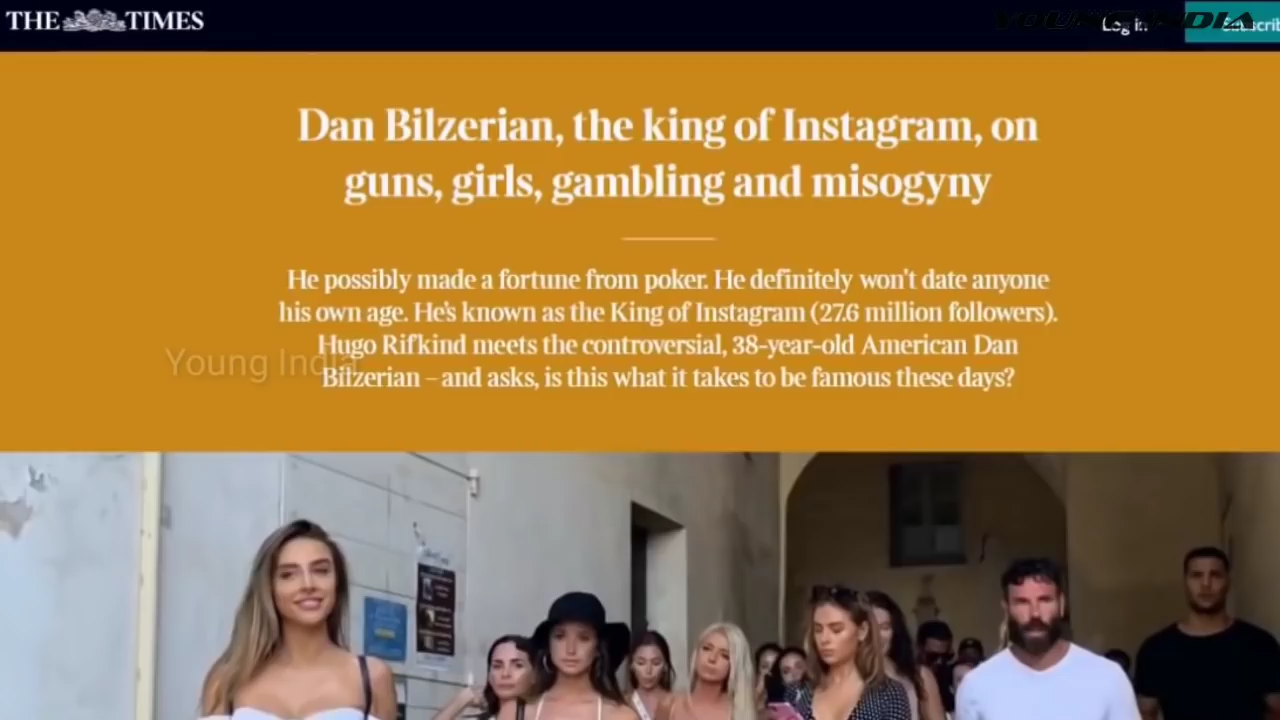 THE TIMES
YOUNG INDIA
Log in
Subscrib
Dan Bilzerian, the king of Instagram, on
guns, girls, gambling and misogyny
He possibly made a fortune from poker. He definitely won't date anyone
his own age. He's known as the King of Instagram (27.6 million followers).
Hugo Rifkind meets the controversial, 38-year-old American Dan
Young India
Bilzerian – and asks, is this what it takes to be famous these days?